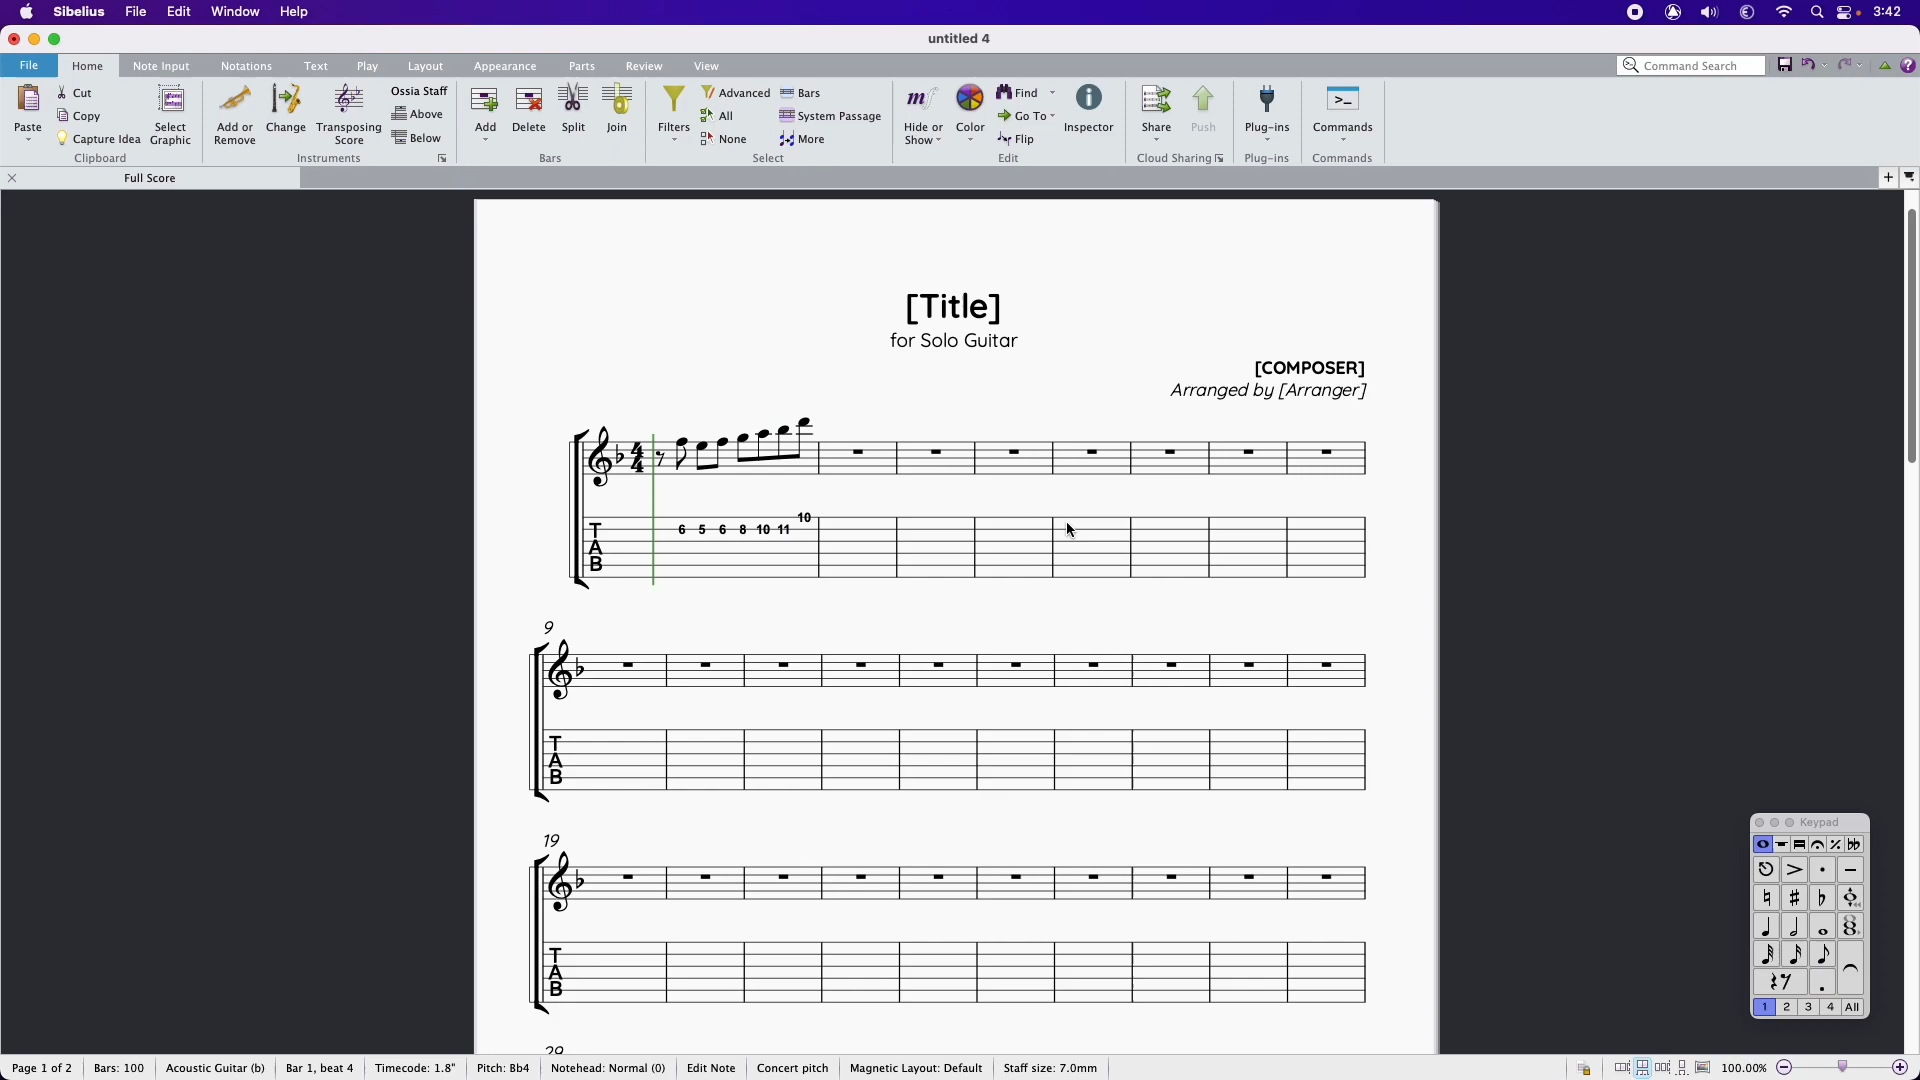 Sibelius File Edit Window Help 3:42
untitled 4
File Home Note Input Notations Text Play Layout Appearance Parts Review View Command Search
Paste Cut Copy Capture Idea Select Graphic Clipboard
Add or Remove Change Transposing Score Ossia Staff Above Below Instruments
Add Delete Split Join Bars
Filters Advanced All None Bars System Passage More Select
Hide or Show Color Find Go To Flip Inspector Edit
Share Push Cloud Sharing
Plug-ins Plug-ins
Commands Commands
Full Score
[Title]
for Solo Guitar
[COMPOSER]
Arranged by [Arranger]
4 4
T A B 6 5 6 8 10 11 10
9
T A B
19
T A B
29
Keypad
1 2 3 4 All
Page 1 of 2 Bars: 100 Acoustic Guitar (b) Bar 1, beat 4 Timecode: 1.8" Pitch: Bb4 Notehead: Normal (0) Edit Note Concert pitch Magnetic Layout: Default Staff size: 7.0mm 100.00%